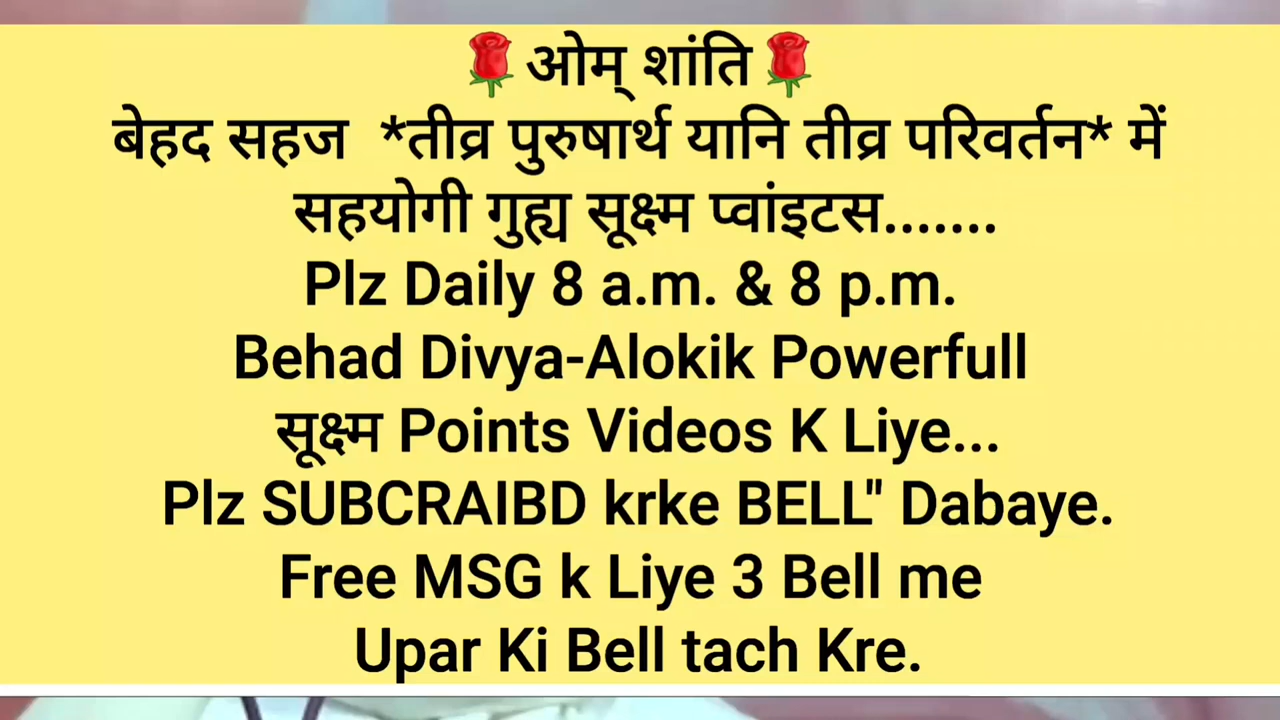 🌹ओम् शांति🌹
बेहद सहज *तीव्र पुरुषार्थ यानि तीव्र परिवर्तन* में
सहयोगी गुह्य सूक्ष्म प्वांइटस.......
Plz Daily 8 a.m. & 8 p.m.
Behad Divya-Alokik Powerfull
सूक्ष्म Points Videos K Liye...
Plz SUBCRAIBD krke BELL" Dabaye.
Free MSG k Liye 3 Bell me
Upar Ki Bell tach Kre.